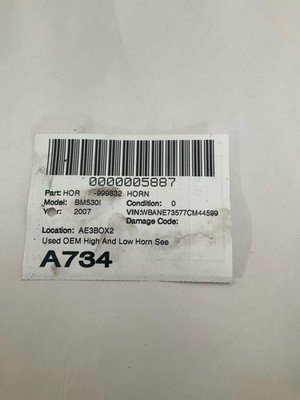 0000005887
Part: HOR -999832 HORN
Model: BM530I Condition: 0
Year: 2007 VIN:WBANE73577CM44599
Damage Code:
Location: AE3BOX2
Used OEM High And Low Horn See
A734